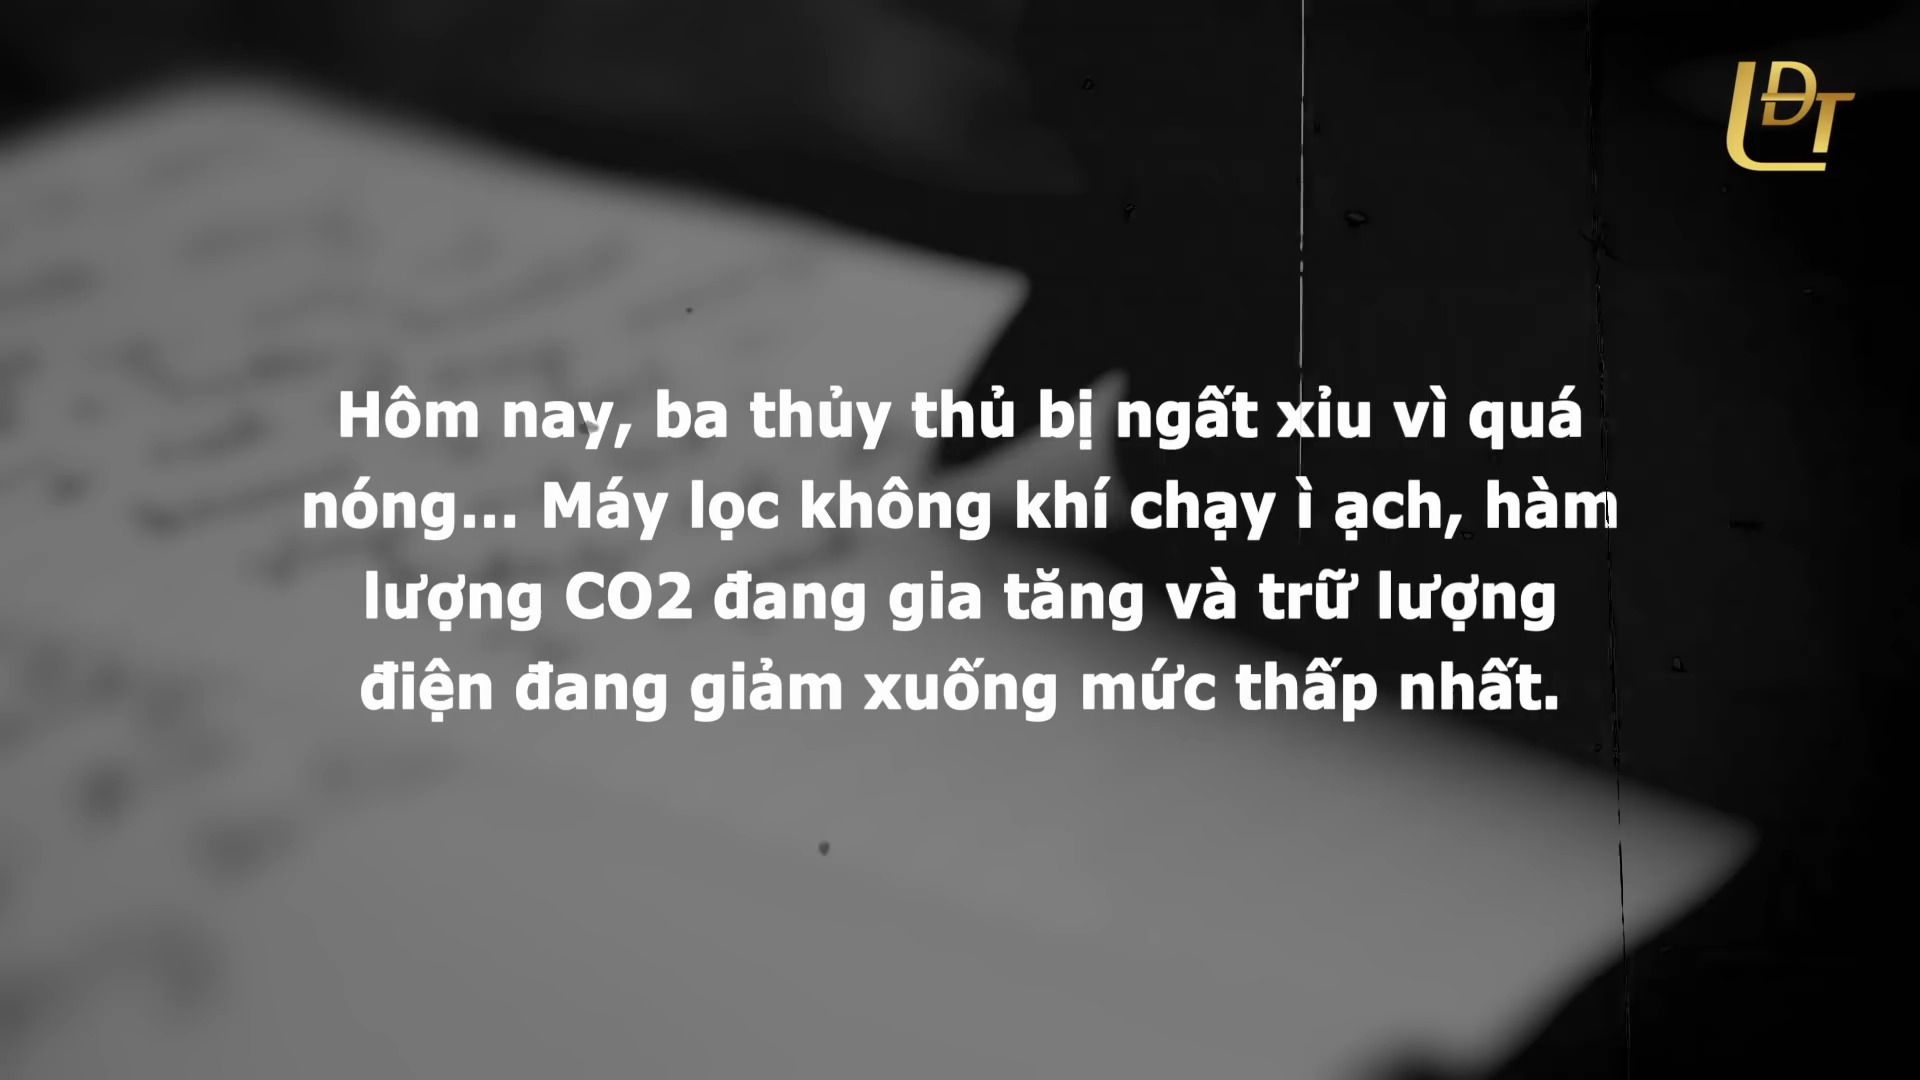 LĐT
Hôm nay, ba thủy thủ bị ngất xỉu vì quá
nóng... Máy lọc không khí chạy ì ạch, hàm
lượng CO2 đang gia tăng và trữ lượng
điện đang giảm xuống mức thấp nhất.